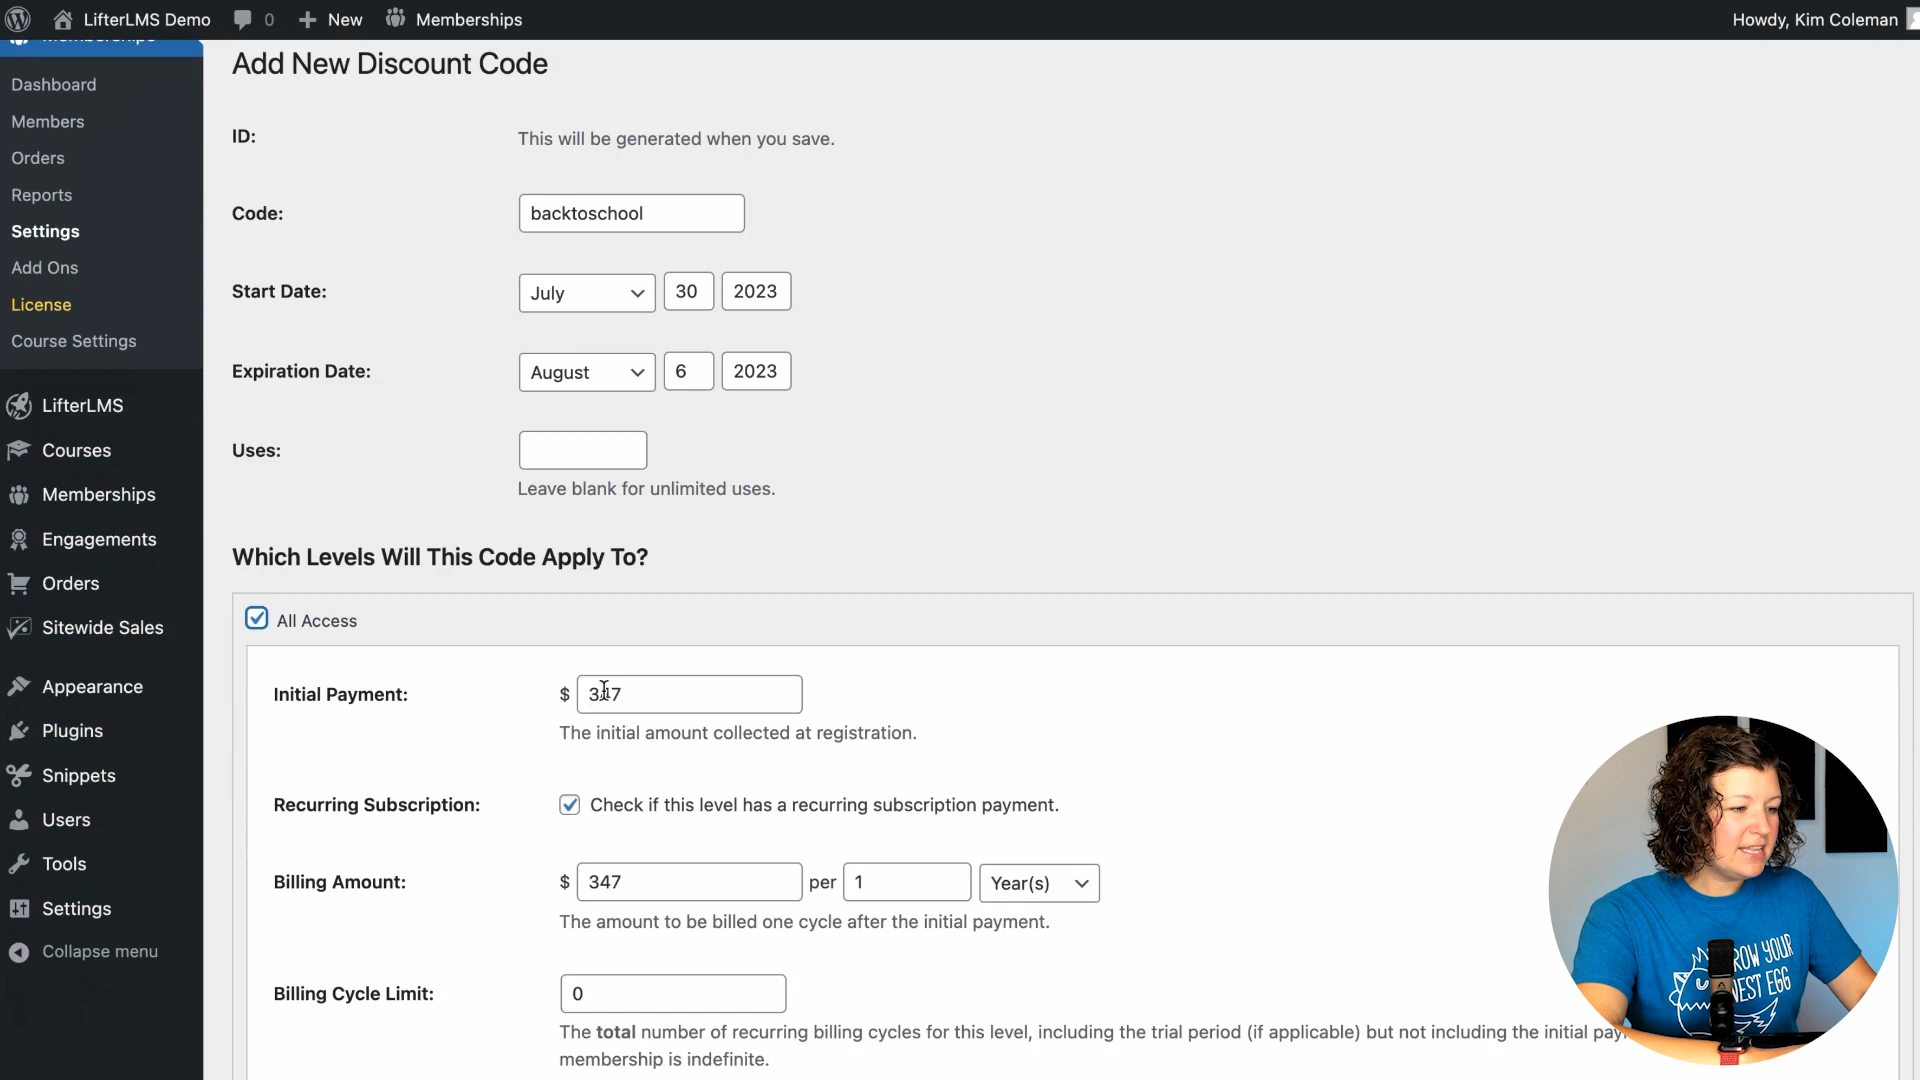 LifterLMS Demo 0 New Memberships Howdy, Kim Coleman
Memberships
Dashboard
Members
Orders
Reports
Settings
Add Ons
License
Course Settings
LifterLMS
Courses
Memberships
Engagements
Orders
Sitewide Sales
Appearance
Plugins
Snippets
Users
Tools
Settings
Collapse menu
Add New Discount Code
ID: This will be generated when you save.
Code: backtoschool
Start Date: July 30 2023
Expiration Date: August 6 2023
Uses:
Leave blank for unlimited uses.
Which Levels Will This Code Apply To?
All Access
Initial Payment: $ 347
The initial amount collected at registration.
Recurring Subscription: Check if this level has a recurring subscription payment.
Billing Amount: $ 347 per 1 Year(s)
The amount to be billed one cycle after the initial payment.
Billing Cycle Limit: 0
The total number of recurring billing cycles for this level, including the trial period (if applicable) but not including the initial
membership is indefinite.
YOUR
NEST EGG